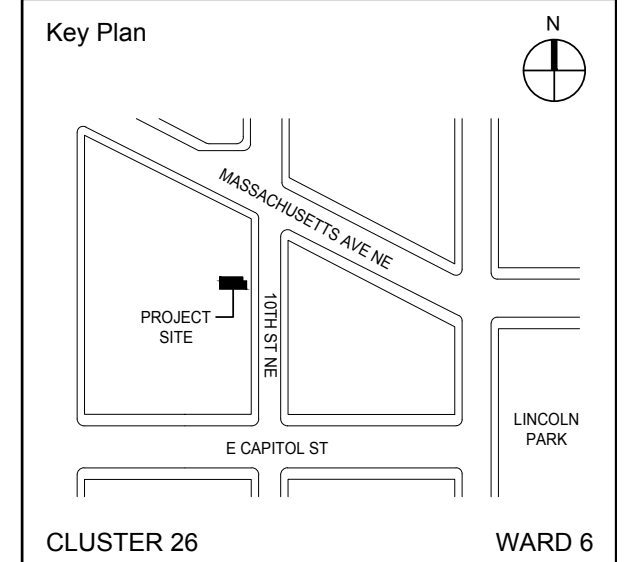 Key Plan
N
MASSACHUSETTS AVE NE
PROJECT
SITE
10TH ST NE
LINCOLN
PARK
E CAPITOL ST
CLUSTER 26
WARD 6